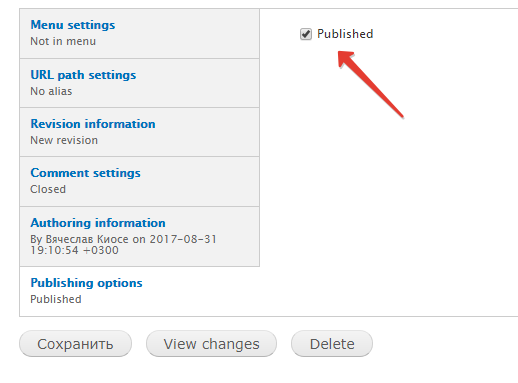 Menu settings
Not in menu
Published
URL path settings
No alias
Revision information
New revision
Comment settings
Closed
Authoring information
By Вячеслав Киосе on 2017-08-31
19:10:54 +0300
Publishing options
Published
Сохранить
View changes
Delete